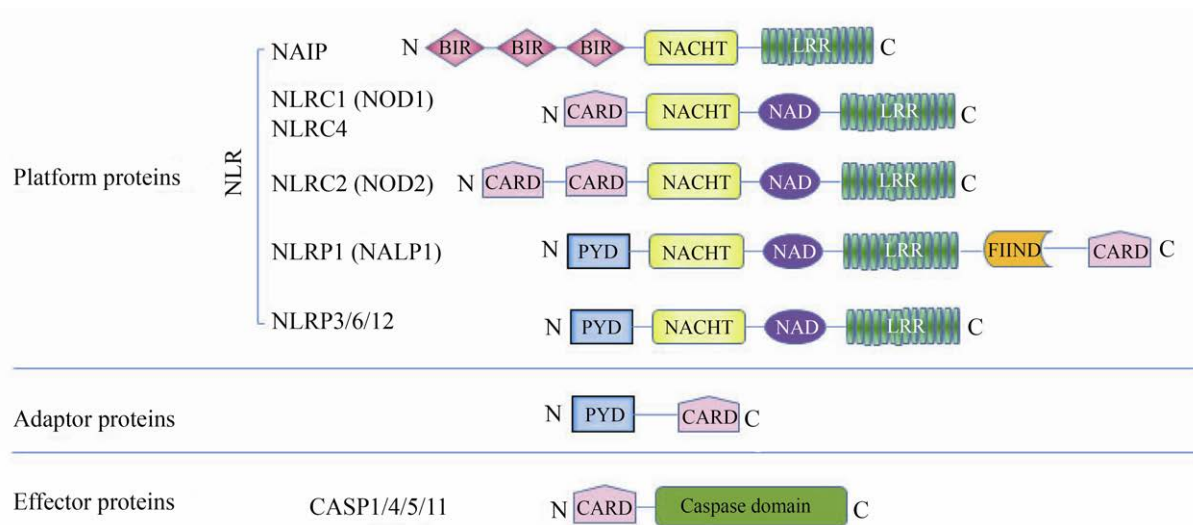 NAIP N BIR BIR BIR NACHT LRR C
NLRC1 (NOD1)
NLRC4 N CARD NACHT NAD LRR C
Platform proteins NLR NLRC2 (NOD2) N CARD CARD NACHT NAD LRR C
NLRP1 (NALP1) N PYD NACHT NAD LRR FIIND CARD C
NLRP3/6/12 N PYD NACHT NAD LRR C
Adaptor proteins N PYD CARD C
Effector proteins CASP1/4/5/11 N CARD Caspase domain C